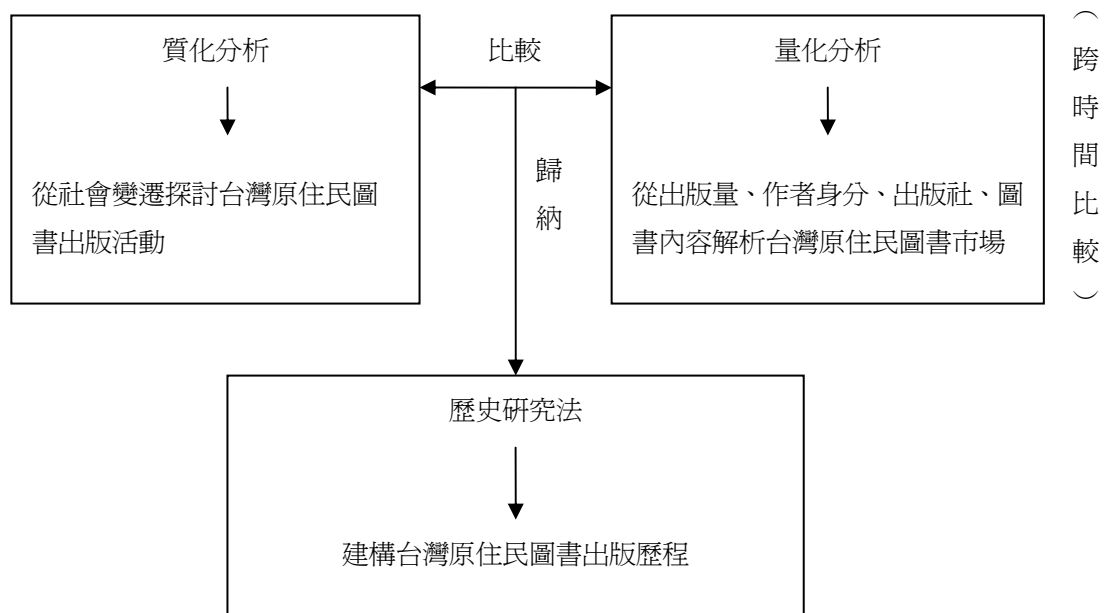 質化分析
從社會變遷探討台灣原住民圖
書出版活動
比較
歸納
量化分析
從出版量、作者身分、出版社、圖
書內容解析台灣原住民圖書市場
（跨時間比較）
歷史研究法
建構台灣原住民圖書出版歷程